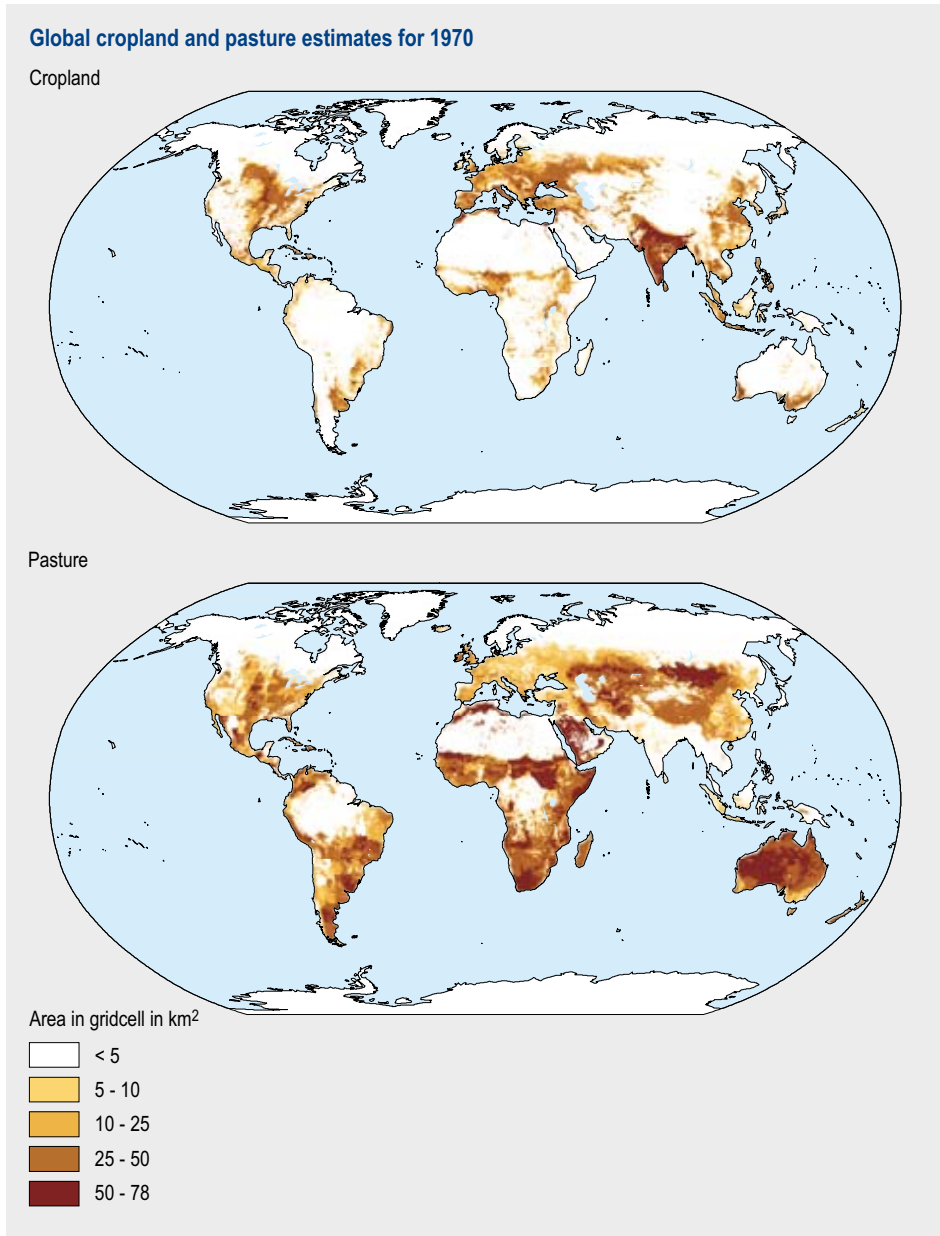 Global cropland and pasture estimates for 1970
Cropland
Pasture
Area in gridcell in km²
< 5
5 - 10
10 - 25
25 - 50
50 - 78